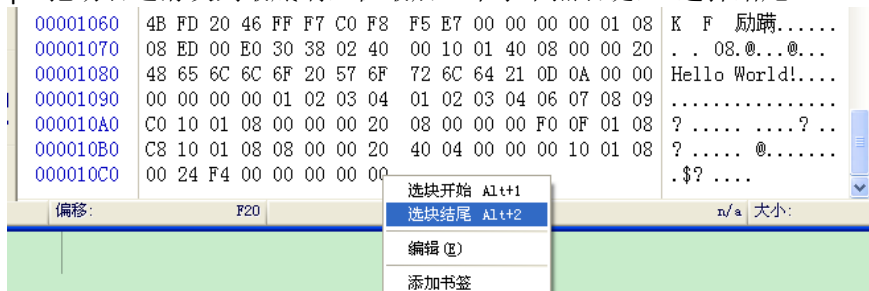 00001060 4B FD 20 46 FF F7 C0 F8 F5 E7 00 00 00 00 01 08 K F 励蹒......
00001070 08 ED 00 E0 30 38 02 40 00 10 01 40 08 00 00 20 . . 08.@...@...
00001080 48 65 6C 6C 6F 20 57 6F 72 6C 64 21 0D 0A 00 00 Hello World!....
00001090 00 00 00 00 01 02 03 04 01 02 03 04 06 07 08 09 ................
000010A0 C0 10 01 08 00 00 00 20 08 00 00 00 F0 0F 01 08 ?...... ....? ..
000010B0 C8 10 01 08 08 00 00 20 40 04 00 00 00 10 01 08 ?...... @.......
000010C0 00 24 F4 00 00 00 00 00 .$? ....
选块开始 Alt+1
偏移: F20 选块结尾 Alt+2 n/a 大小:
编辑(E)
添加书签